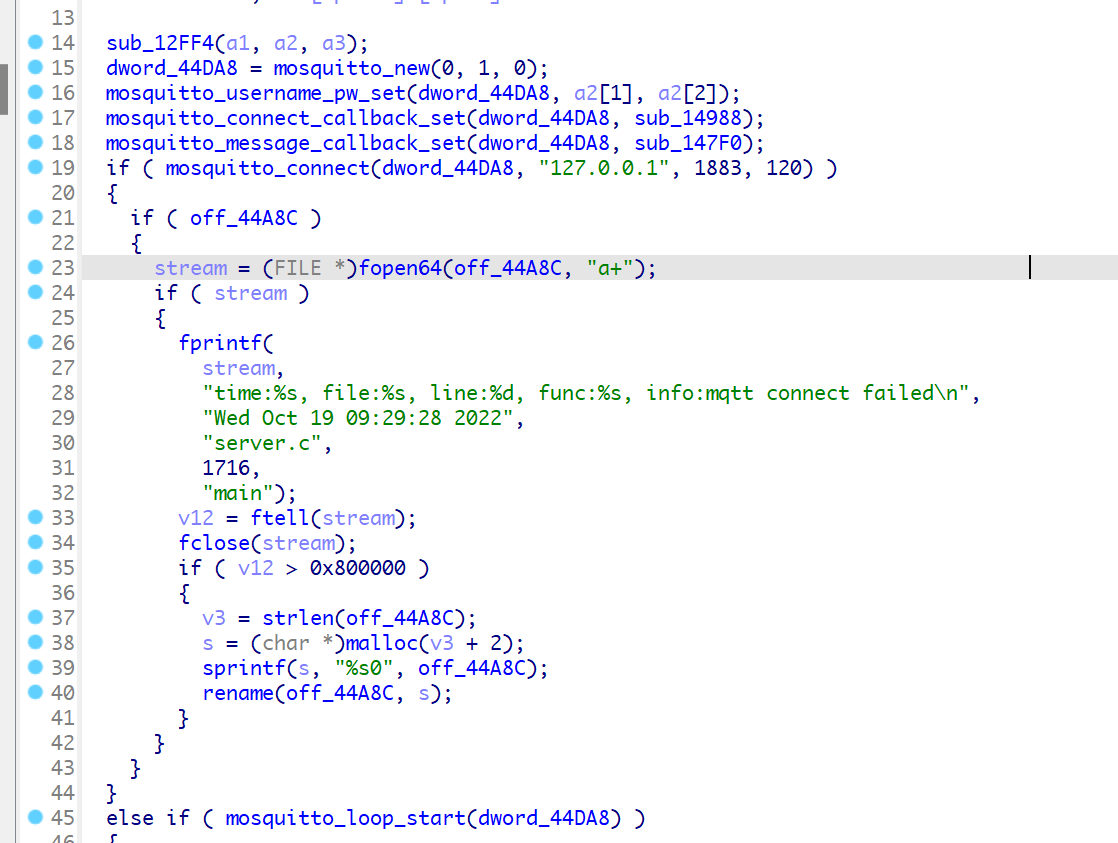 13
14 sub_12FF4(a1, a2, a3);
15 dword_44DA8 = mosquitto_new(0, 1, 0);
16 mosquitto_username_pw_set(dword_44DA8, a2[1], a2[2]);
17 mosquitto_connect_callback_set(dword_44DA8, sub_14988);
18 mosquitto_message_callback_set(dword_44DA8, sub_147F0);
19 if ( mosquitto_connect(dword_44DA8, "127.0.0.1", 1883, 120) )
20 {
21 if ( off_44A8C )
22 {
23 stream = (FILE *)fopen64(off_44A8C, "a+");
24 if ( stream )
25 {
26 fprintf(
27 stream,
28 "time:%s, file:%s, line:%d, func:%s, info:mqtt connect failed\n",
29 "Wed Oct 19 09:29:28 2022",
30 "server.c",
31 1716,
32 "main");
33 v12 = ftell(stream);
34 fclose(stream);
35 if ( v12 > 0x800000 )
36 {
37 v3 = strlen(off_44A8C);
38 s = (char *)malloc(v3 + 2);
39 sprintf(s, "%s0", off_44A8C);
40 rename(off_44A8C, s);
41 }
42 }
43 }
44 }
45 else if ( mosquitto_loop_start(dword_44DA8) )
46 {